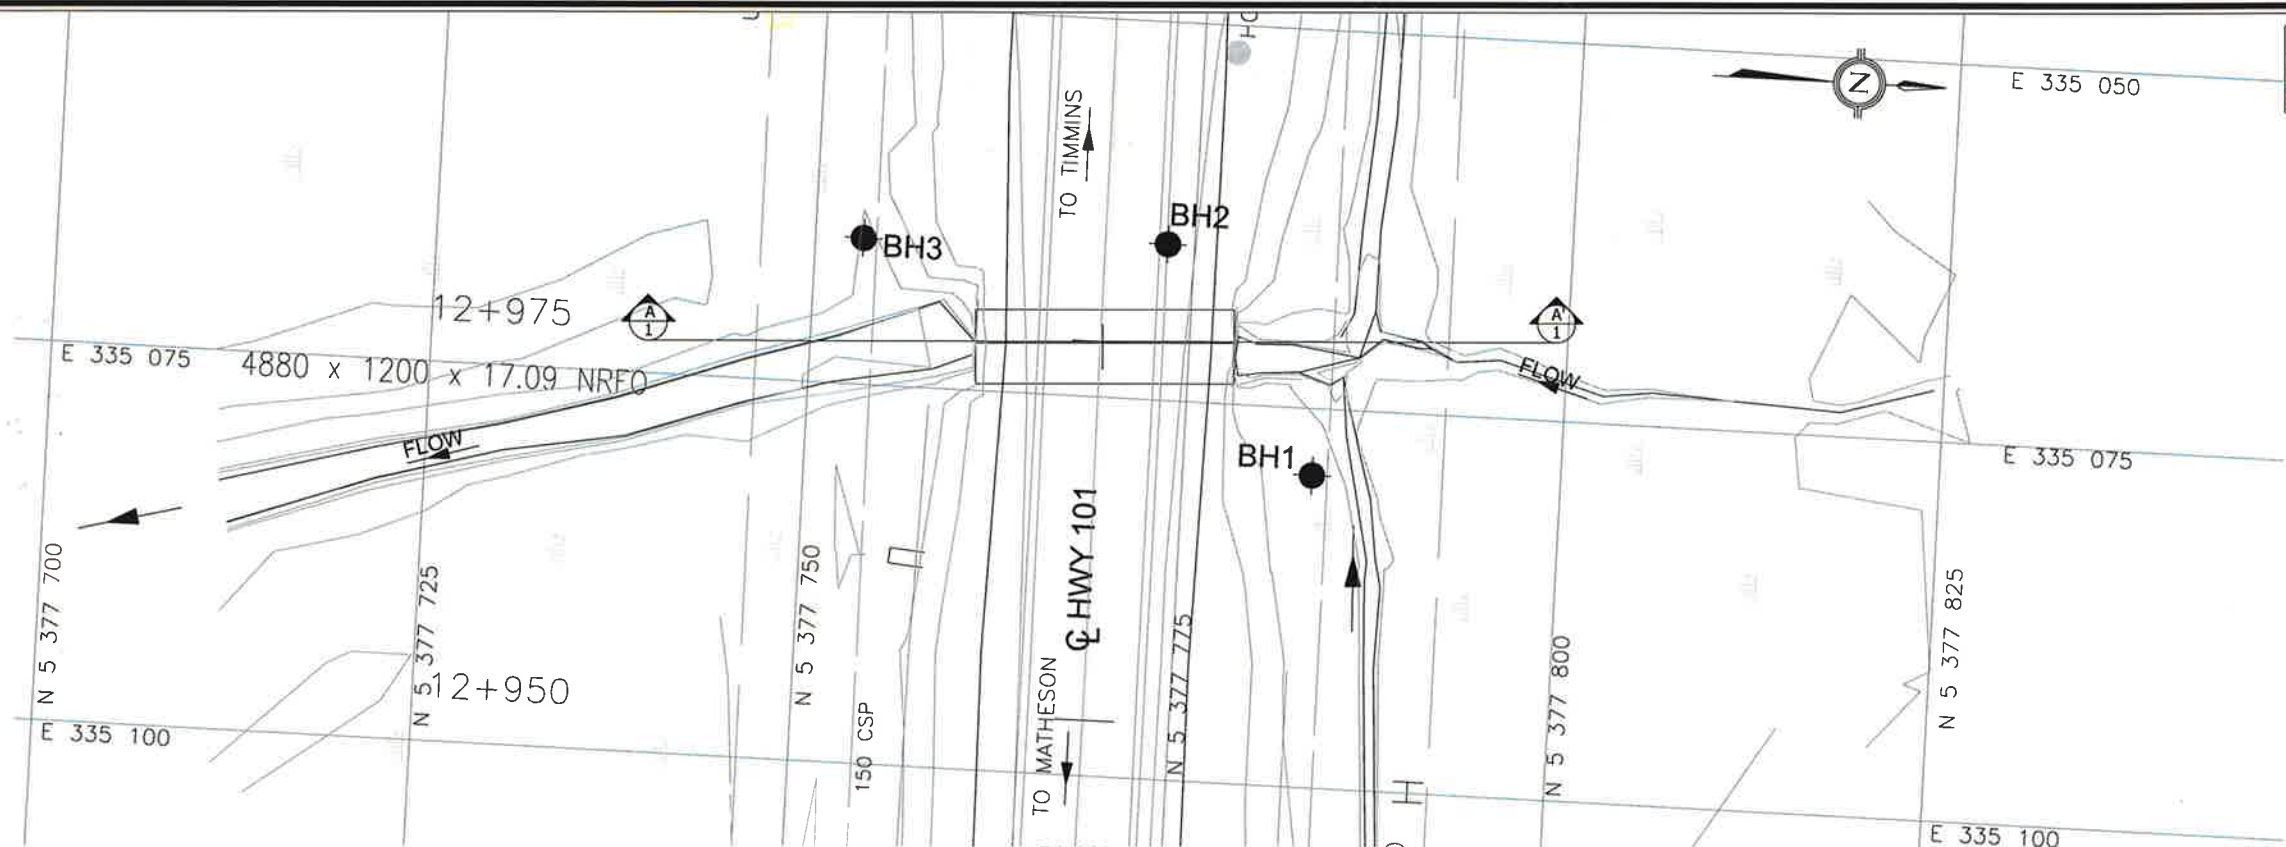 E 335 050
N
TO TIMMINS
BH2
BH3
12+975
A
1
A'
1
E 335 075
4880 x 1200 x 17.09 NRFO
FLOW
FLOW
BH1
E 335 075
℄ HWY 101
N 5 377 700
N 5 377 725
N 5 377 750
N 5 377 775
N 5 377 800
N 5 377 825
12+950
150 CSP
TO MATHESON
E 335 100
E 335 100